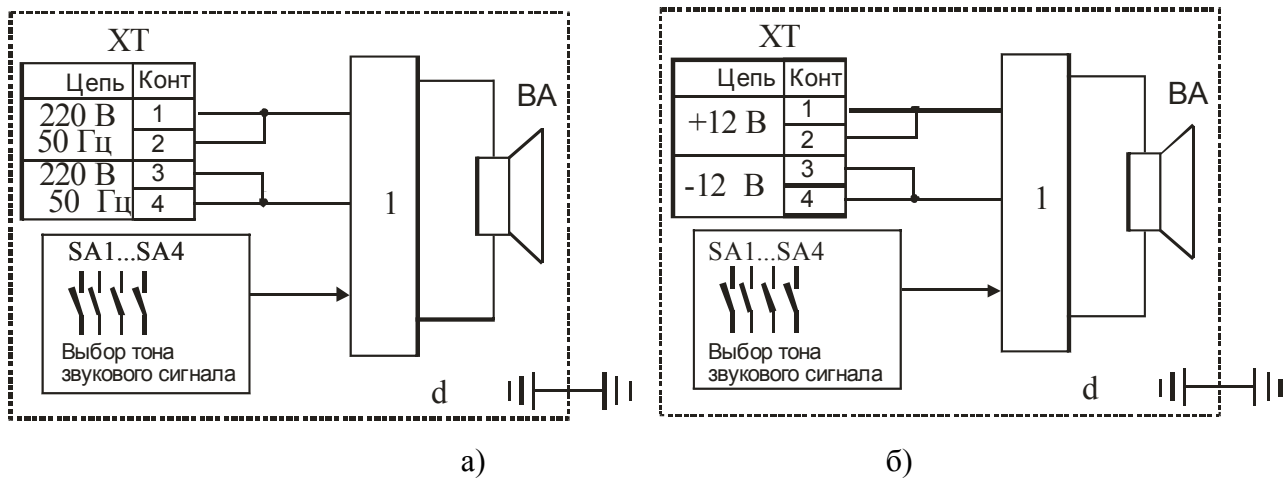 XT
Цепь Конт
220 В 1
50 Гц 2
220 В 3
50 Гц 4
1
BA
SA1...SA4
Выбор тона
звукового сигнала
d
а)
XT
Цепь Конт
+12 В 1
2
-12 В 3
4
1
BA
SA1...SA4
Выбор тона
звукового сигнала
d
б)